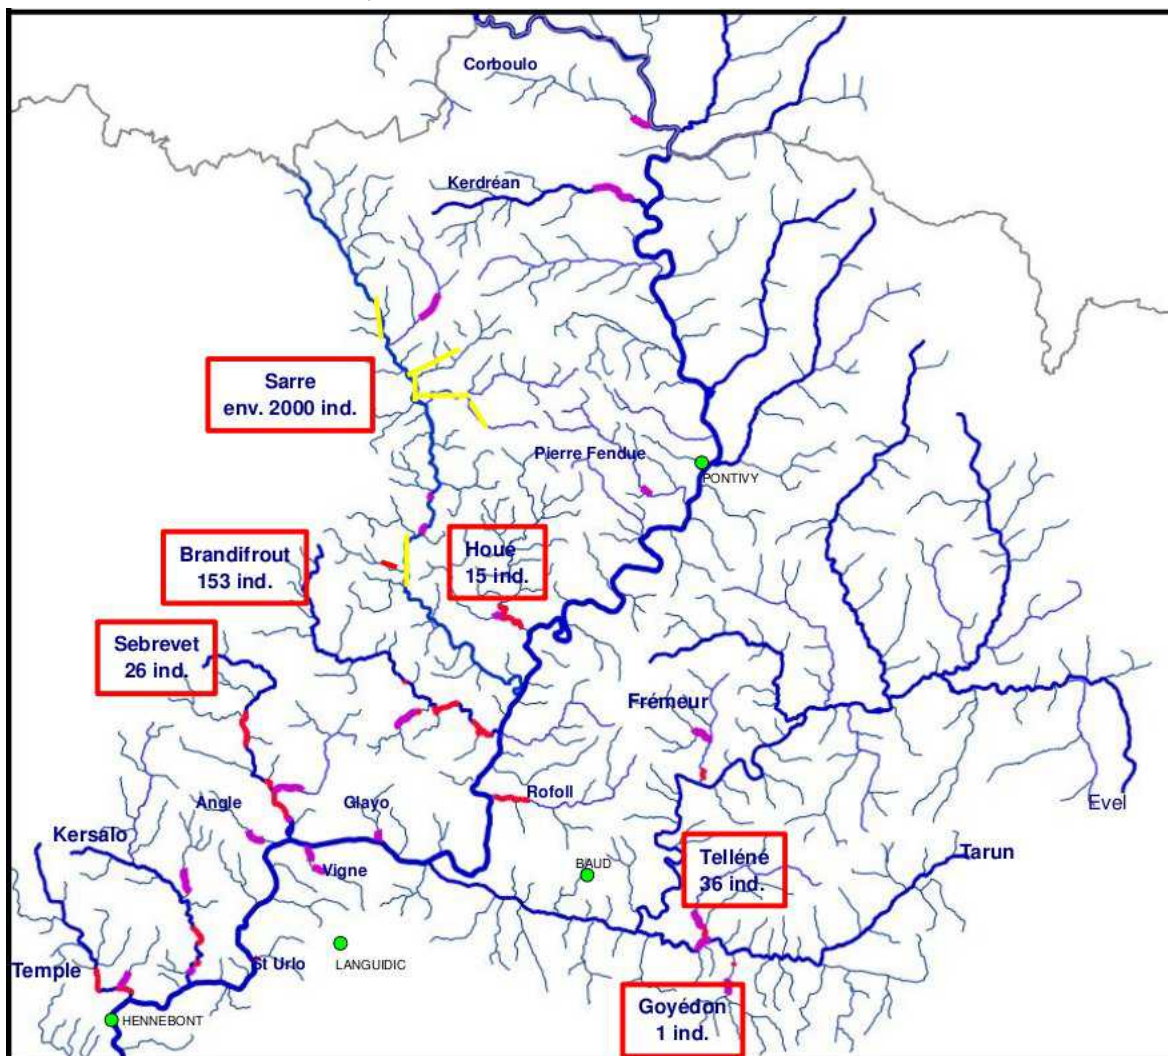 Corboulo
Kerdréan
Sarre
env. 2000 ind.
Pierre Fendue
PONTIVY
Brandifrout
153 ind.
Houé
15 ind.
Sebrevet
26 ind.
Frémeur
Angle
Glayo
Rofoll
Evel
Kersalo
Vigne
BAUD
Telléné
36 ind.
Tarun
Temple
St Urlo
LANGUIDIC
HENNEBONT
Goyédon
1 ind.